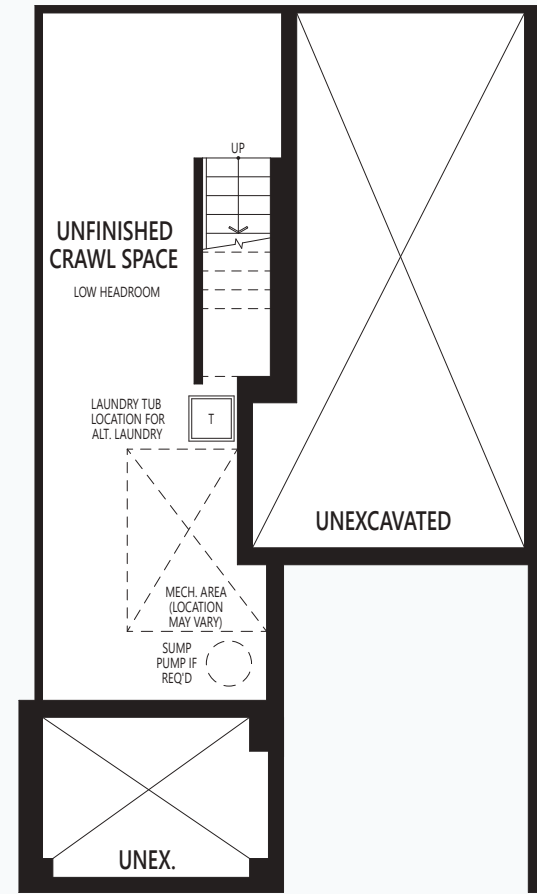 UP
UNFINISHED
CRAWL SPACE
LOW HEADROOM
LAUNDRY TUB
LOCATION FOR
ALT. LAUNDRY
T
UNEXCAVATED
MECH. AREA
(LOCATION
MAY VARY)
SUMP
PUMP IF
REQ'D
UNEX.